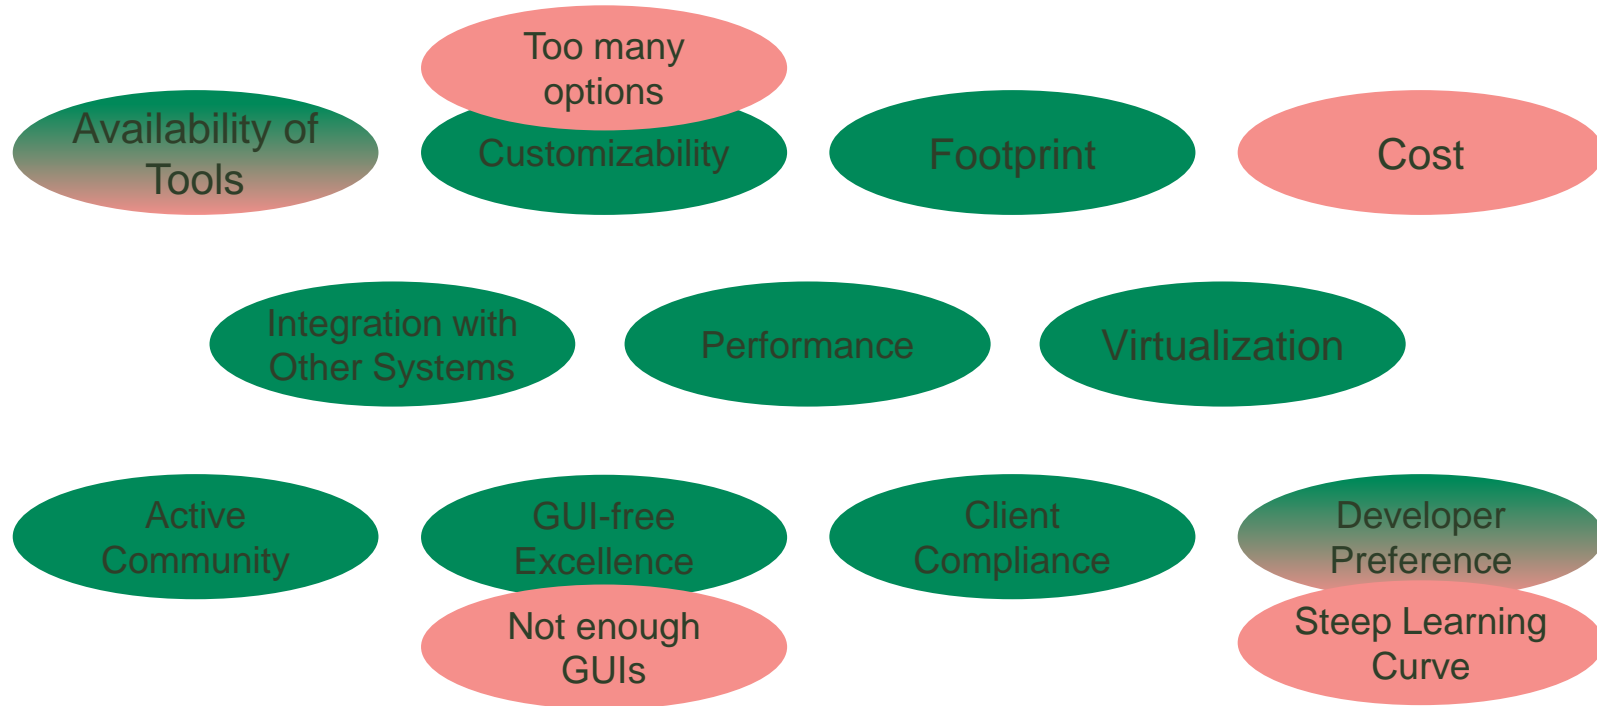 Too many
options
Availability of
Tools
Customizability
Footprint
Cost
Integration with
Other Systems
Performance
Virtualization
Active
Community
GUI-free
Excellence
Client
Compliance
Developer
Preference
Not enough
GUIs
Steep Learning
Curve